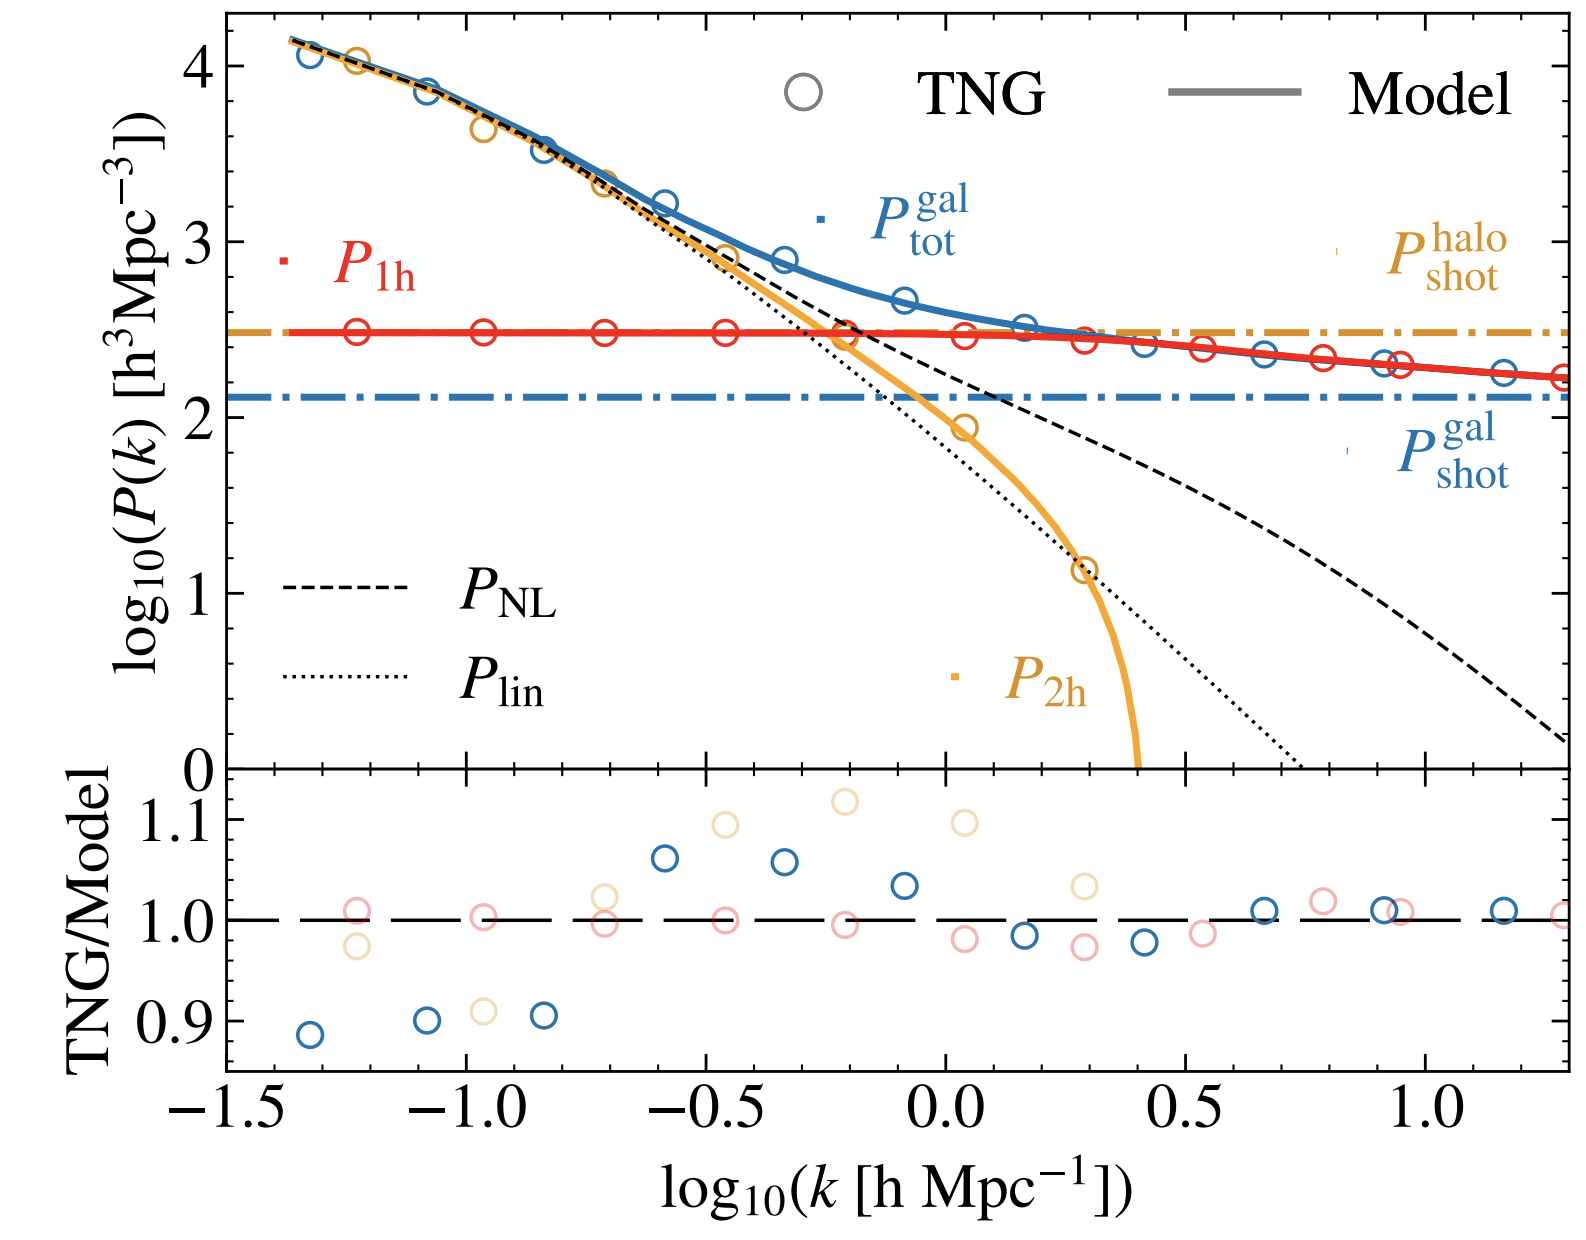 4
3
2
1
0
log₁₀(P(k) [h³Mpc⁻³])
TNG
Model
P_tot^gal
P_shot^halo
P_1h
P_shot^gal
P_NL
P_lin
P_2h
1.1
1.0
0.9
TNG/Model
−1.5 −1.0 −0.5 0.0 0.5 1.0
log₁₀(k [h Mpc⁻¹])